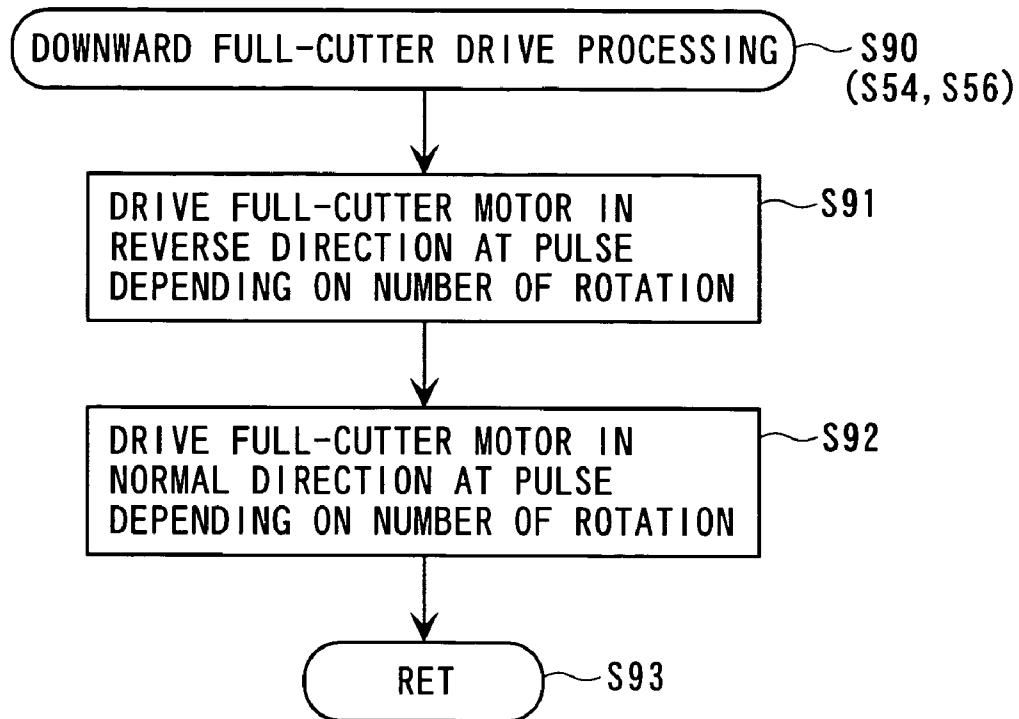 DOWNWARD FULL-CUTTER DRIVE PROCESSING
S90
(S54, S56)
DRIVE FULL-CUTTER MOTOR IN
REVERSE DIRECTION AT PULSE
DEPENDING ON NUMBER OF ROTATION
S91
DRIVE FULL-CUTTER MOTOR IN
NORMAL DIRECTION AT PULSE
DEPENDING ON NUMBER OF ROTATION
S92
RET
S93